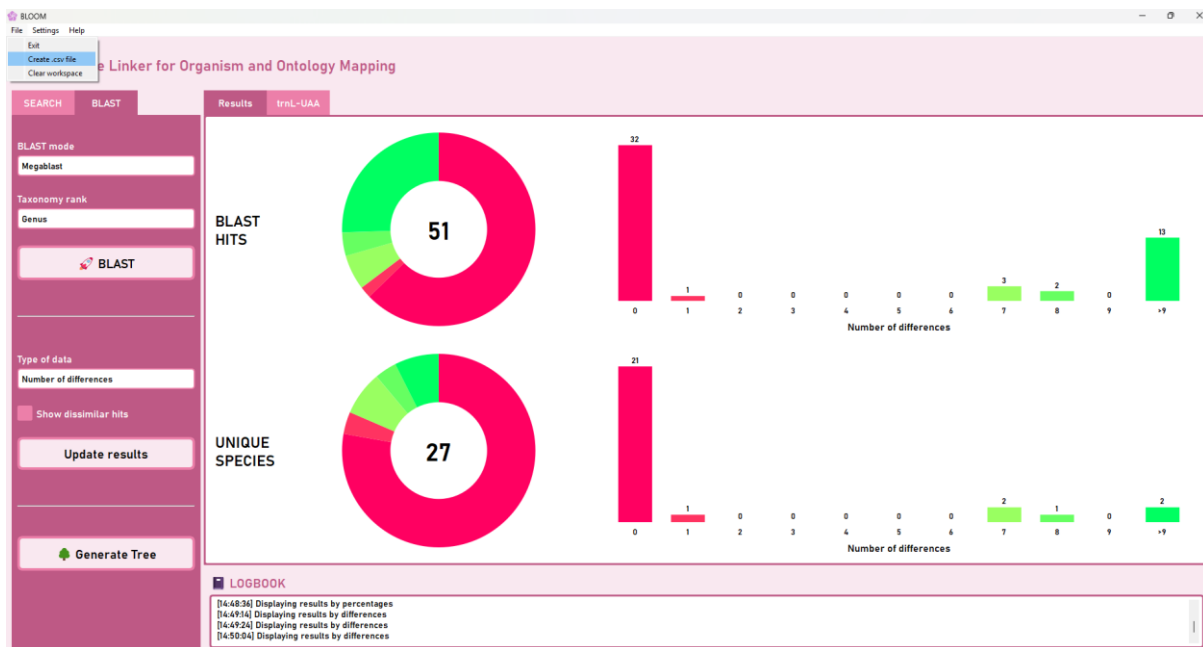 BLOOM
File Settings Help
Exit
Create .csv file
Clear workspace
e Linker for Organism and Ontology Mapping
SEARCH BLAST
Results trnL-UAA
BLAST mode
Megablast
Taxonomy rank
Genus
BLAST
Type of data
Number of differences
Show dissimilar hits
Update results
Generate Tree
BLAST
HITS
51
32
1
0
0
0
0
0
3
2
0
13
0 1 2 3 4 5 6 7 8 9 >9
Number of differences
UNIQUE
SPECIES
27
21
1
0
0
0
0
0
2
1
0
2
0 1 2 3 4 5 6 7 8 9 >9
Number of differences
LOGBOOK
[14:48:36] Displaying results by percentages
[14:49:14] Displaying results by differences
[14:49:24] Displaying results by differences
[14:50:04] Displaying results by differences